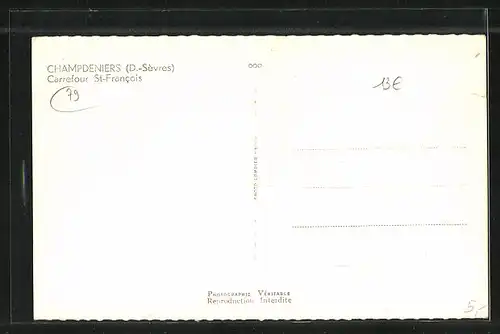 CHAMPDENIERS (D.-Sèvres)
Carrefour St-François
79
13€
PHOTOGRAPHIE VÉRITABLE
Reproduction Interdite
5,-